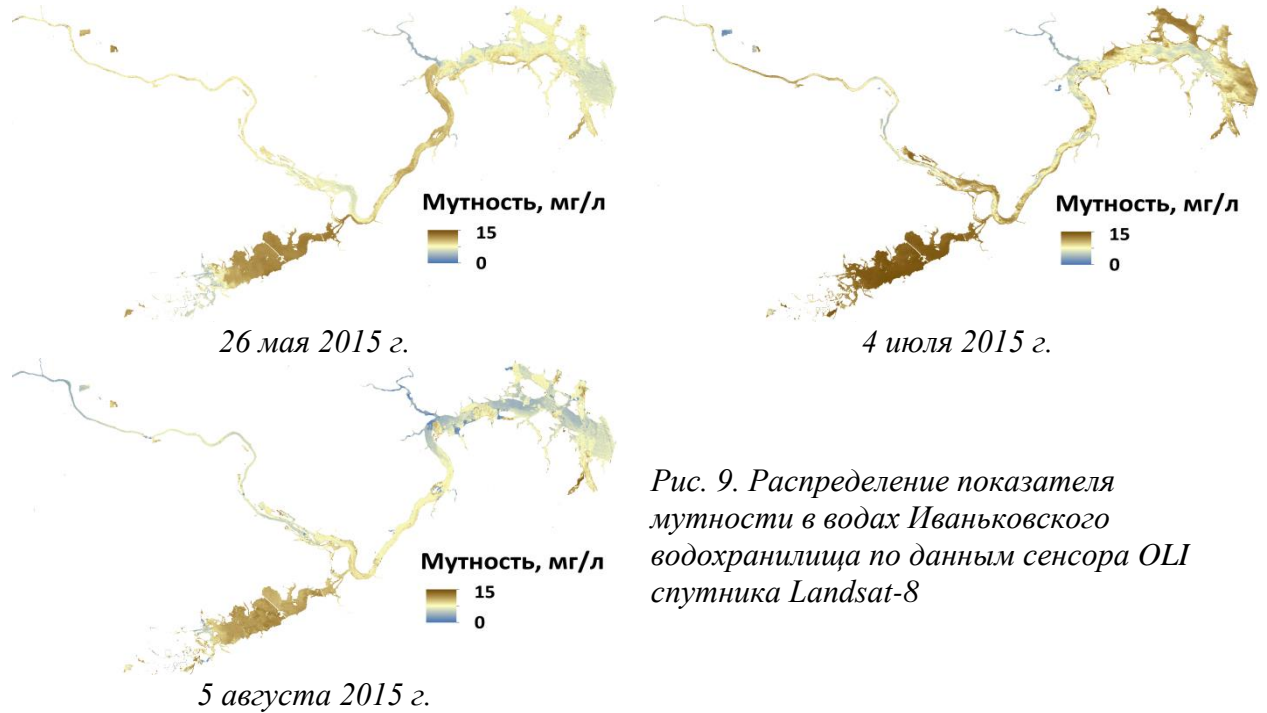 Мутность, мг/л
15
0
26 мая 2015 г.
Мутность, мг/л
15
0
4 июля 2015 г.
Мутность, мг/л
15
0
5 августа 2015 г.
Рис. 9. Распределение показателя
мутности в водах Иваньковского
водохранилища по данным сенсора OLI
спутника Landsat-8